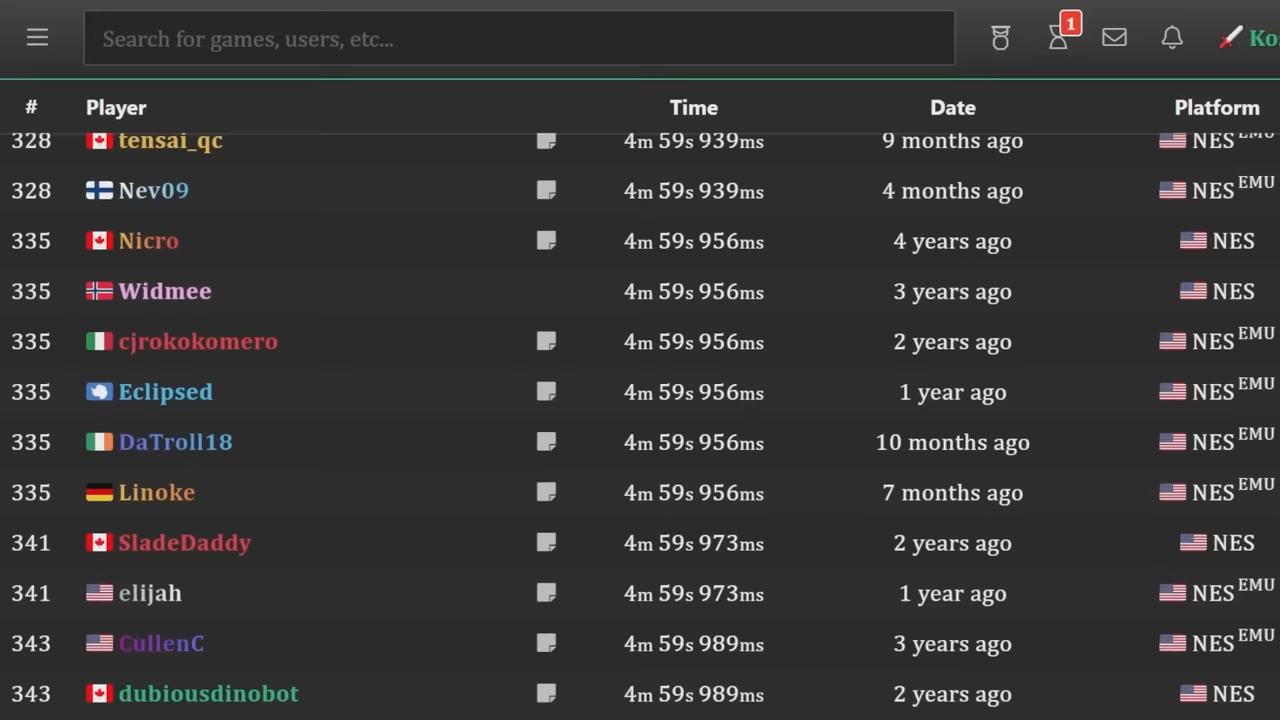 Search for games, users, etc...
1
Ko
# Player Time Date Platform
328 tensai_qc 4m 59s 939ms 9 months ago NES EMU
328 Nev09 4m 59s 939ms 4 months ago NES EMU
335 Nicro 4m 59s 956ms 4 years ago NES
335 Widmee 4m 59s 956ms 3 years ago NES
335 cjrokokomero 4m 59s 956ms 2 years ago NES EMU
335 Eclipsed 4m 59s 956ms 1 year ago NES EMU
335 DaTroll18 4m 59s 956ms 10 months ago NES EMU
335 Linoke 4m 59s 956ms 7 months ago NES EMU
341 SladeDaddy 4m 59s 973ms 2 years ago NES
341 elijah 4m 59s 973ms 1 year ago NES EMU
343 CullenC 4m 59s 989ms 3 years ago NES EMU
343 dubiousdinobot 4m 59s 989ms 2 years ago NES